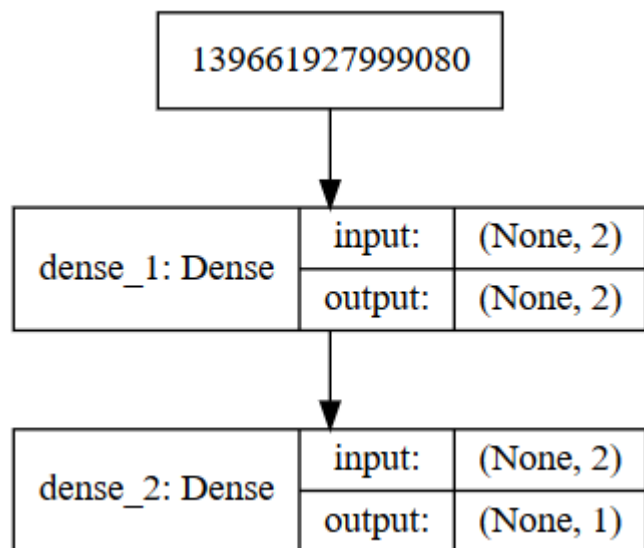 139661927999080
dense_1: Dense
input:
(None, 2)
output:
(None, 2)
dense_2: Dense
input:
(None, 2)
output:
(None, 1)